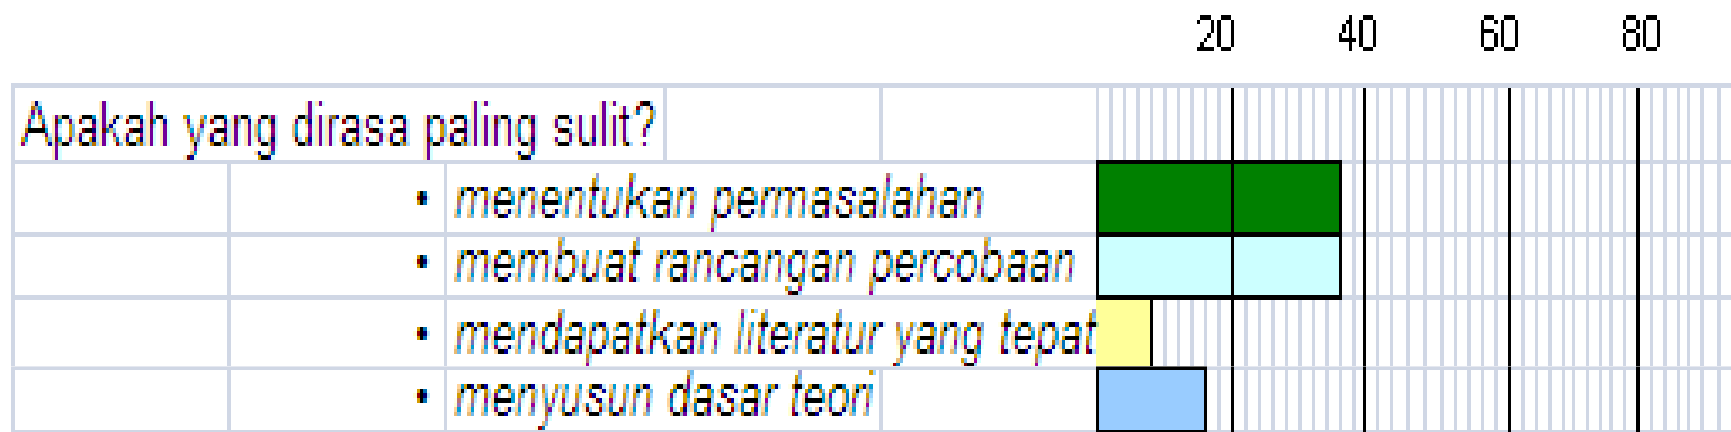 20 40 60 80
Apakah yang dirasa paling sulit?
• menentukan permasalahan
• membuat rancangan percobaan
• mendapatkan literatur yang tepat
• menyusun dasar teori